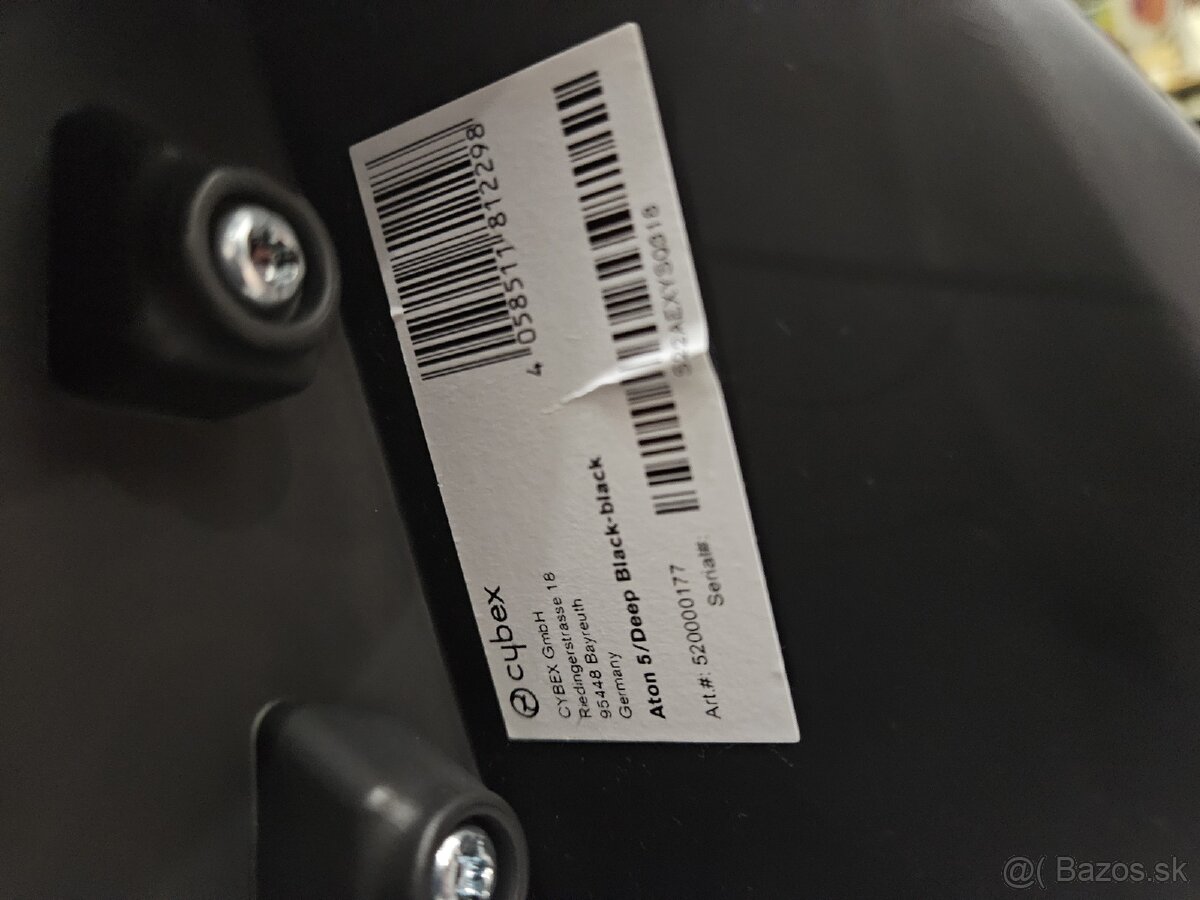 cybex
CYBEX GmbH
Riedingerstrasse 18
95448 Bayreuth
Germany
Aton 5/Deep Black-black
Art.#: 520000177
Serial#:
4 058511 812298
@( Bazos.sk